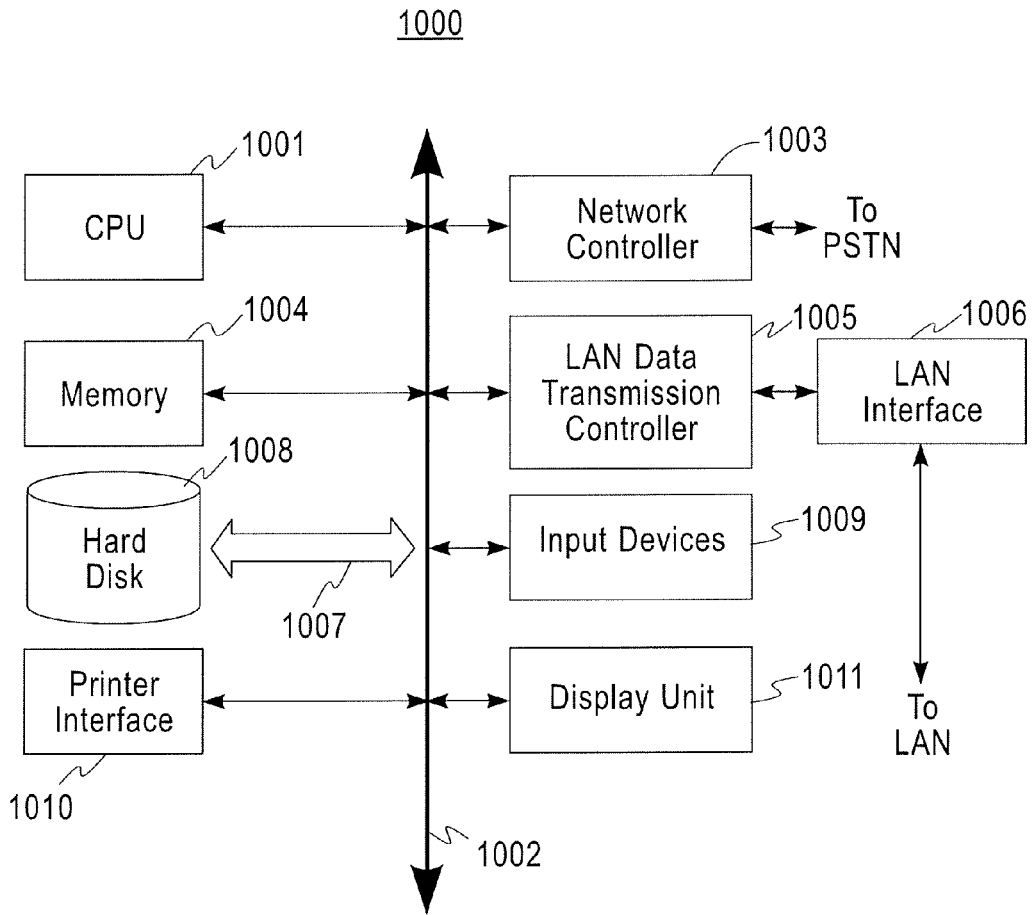 1000
1001
CPU
1003
Network
Controller
To
PSTN
1004
Memory
1005
LAN Data
Transmission
Controller
1006
LAN
Interface
1008
Hard
Disk
1007
1009
Input Devices
Printer
Interface
1010
1011
Display Unit
To
LAN
1002